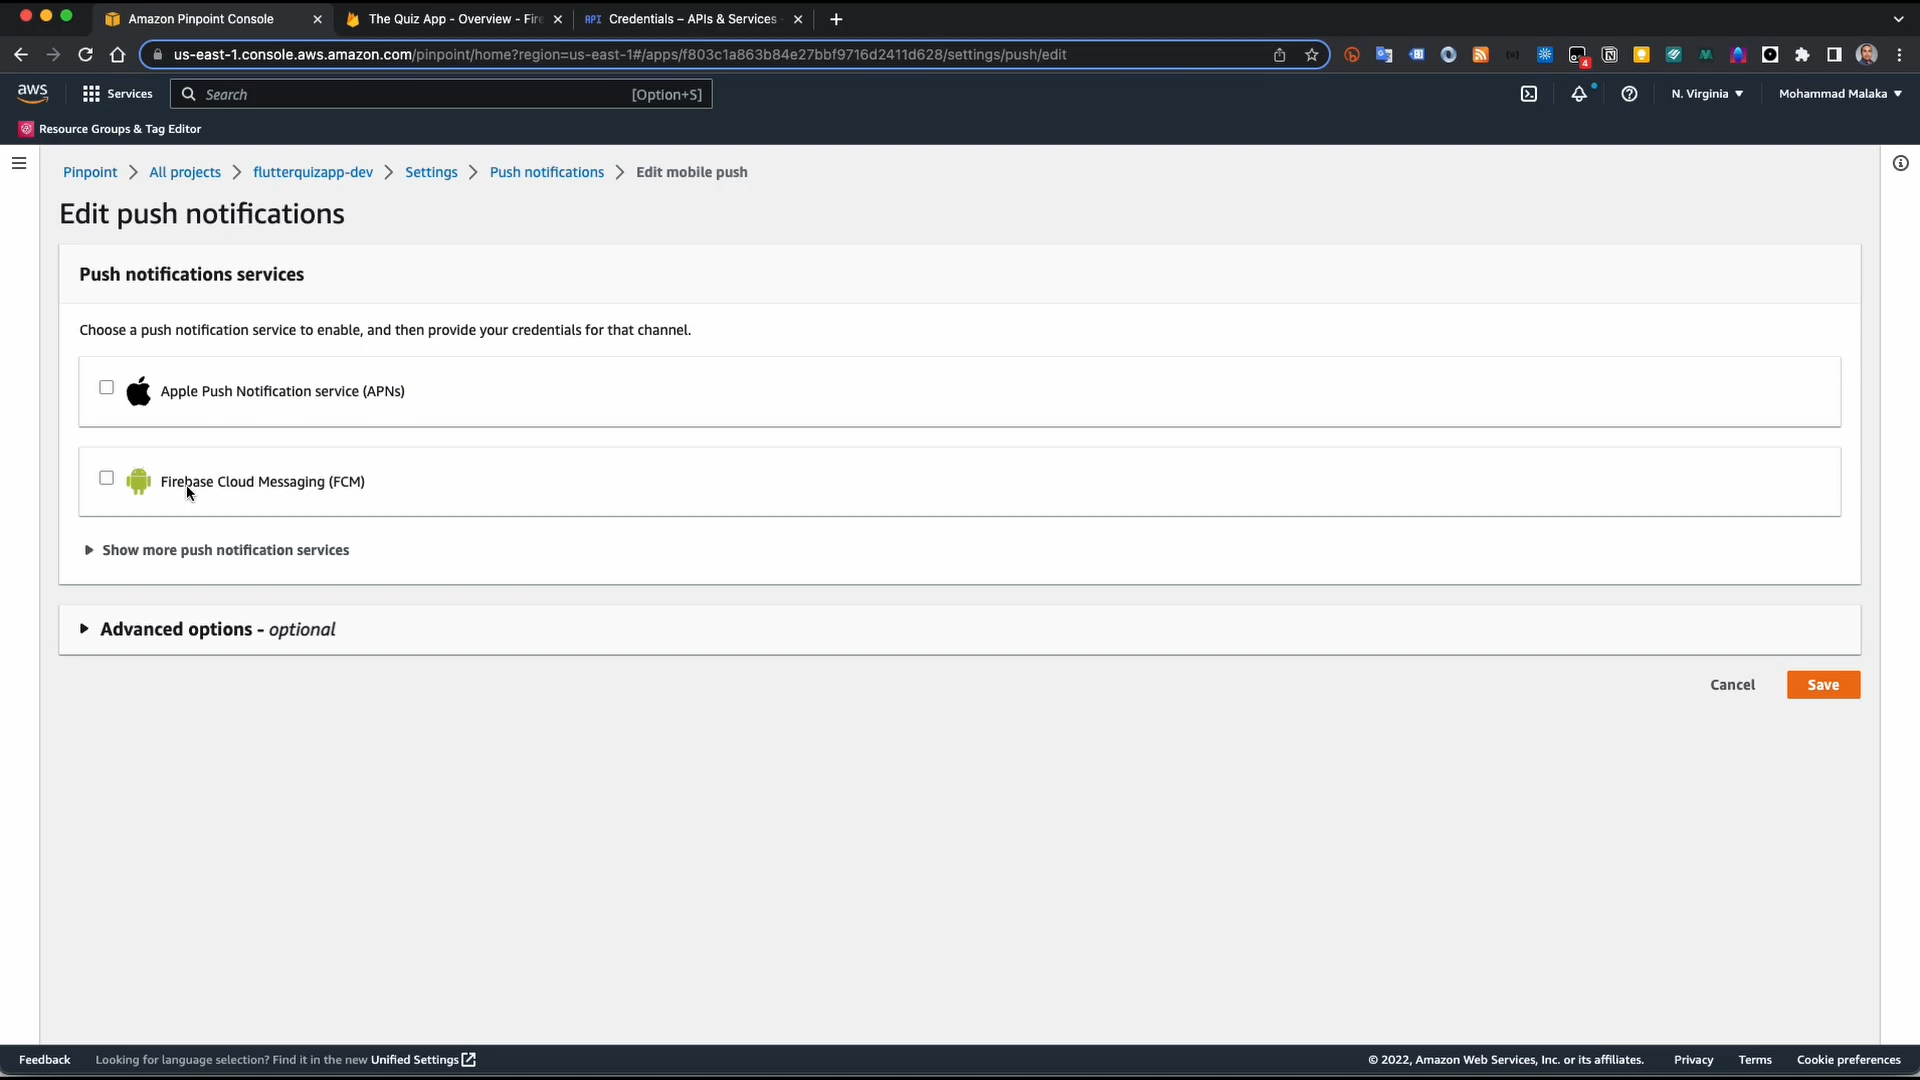 Amazon Pinpoint Console
The Quiz App - Overview - Fire
API Credentials – APIs & Services
us-east-1.console.aws.amazon.com/pinpoint/home?region=us-east-1#/apps/f803c1a863b84e27bbf9716d2411d628/settings/push/edit
4
aws Services Search [Option+S] N. Virginia Mohammad Malaka
Resource Groups & Tag Editor
Pinpoint All projects flutterquizapp-dev Settings Push notifications Edit mobile push
Edit push notifications
Push notifications services
Choose a push notification service to enable, and then provide your credentials for that channel.
Apple Push Notification service (APNs)
Firebase Cloud Messaging (FCM)
Show more push notification services
Advanced options - optional
Cancel Save
Feedback Looking for language selection? Find it in the new Unified Settings © 2022, Amazon Web Services, Inc. or its affiliates. Privacy Terms Cookie preferences